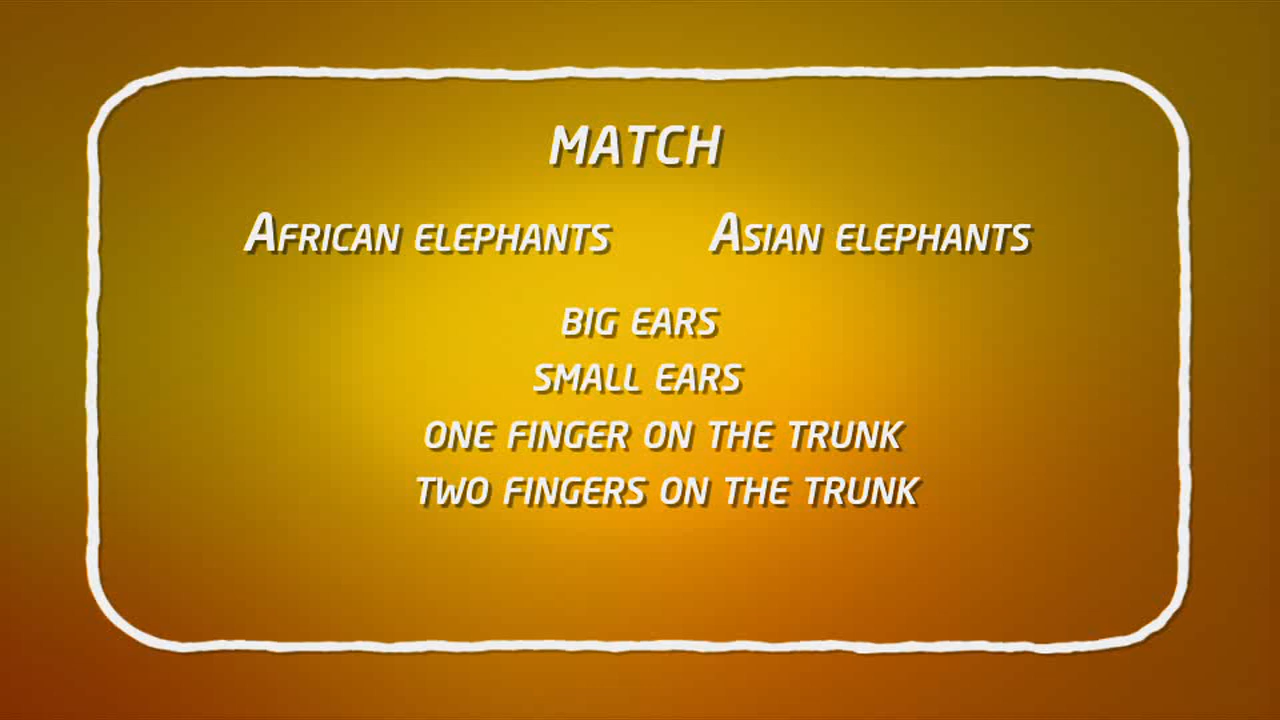 MATCH
AFRICAN ELEPHANTS ASIAN ELEPHANTS
BIG EARS
SMALL EARS
ONE FINGER ON THE TRUNK
TWO FINGERS ON THE TRUNK